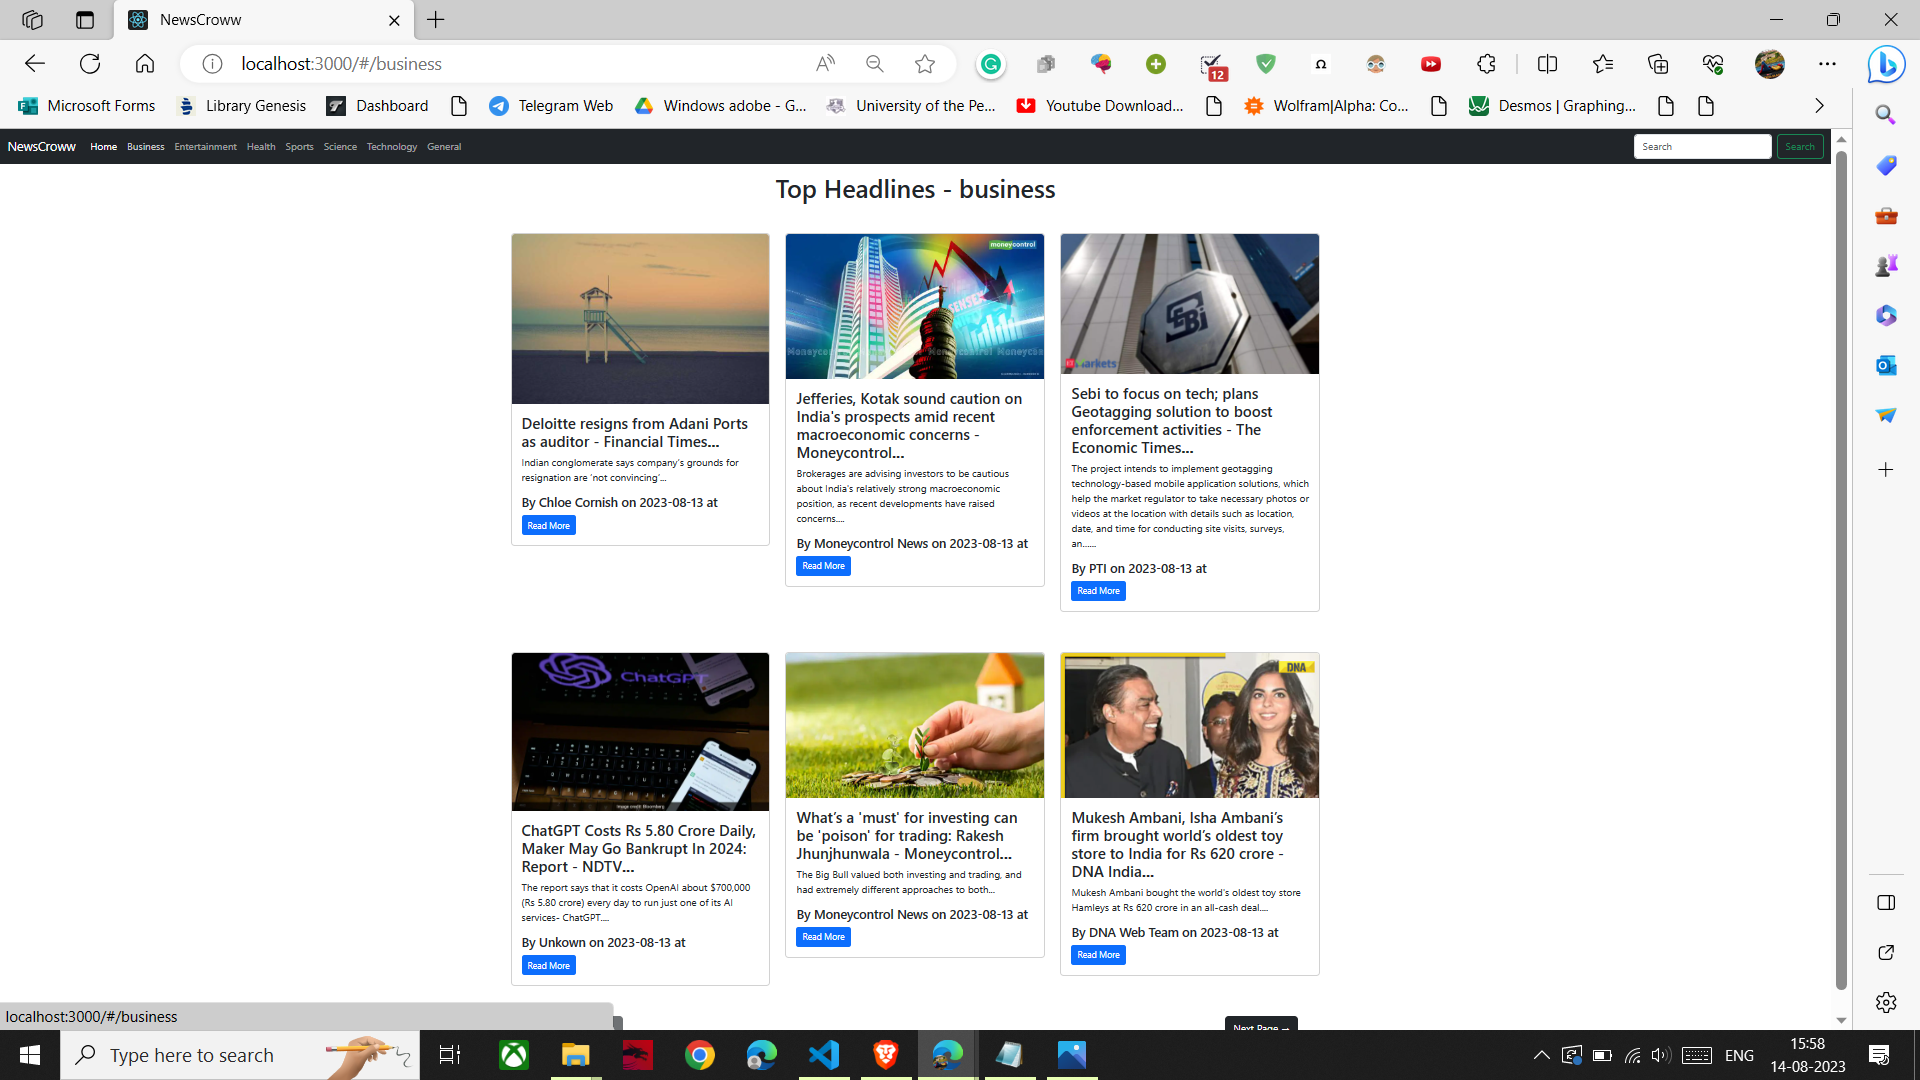 NewsCroww
localhost:3000/#/business
12
Microsoft Forms
Library Genesis
Dashboard
Telegram Web
Windows adobe - G...
University of the Pe...
Youtube Download...
Wolfram|Alpha: Co...
Desmos | Graphing...
NewsCroww Home Business Entertainment Health Sports Science Technology General
Search
Search
Top Headlines - business
Deloitte resigns from Adani Ports
as auditor - Financial Times...
Indian conglomerate says company's grounds for
resignation are 'not convincing'...
By Chloe Cornish on 2023-08-13 at
Read More
moneycontrol
SENSEX
Jefferies, Kotak sound caution on
India's prospects amid recent
macroeconomic concerns -
Moneycontrol...
Brokerages are advising investors to be cautious
about India's relatively strong macroeconomic
position, as recent developments have raised
concerns....
By Moneycontrol News on 2023-08-13 at
Read More
SEBI
Markets
Sebi to focus on tech; plans
Geotagging solution to boost
enforcement activities - The
Economic Times...
The project intends to implement geotagging
technology-based mobile application solutions, which
help the market regulator to take necessary photos or
videos at the location with details such as location,
date, and time for conducting site visits, surveys,
an......
By PTI on 2023-08-13 at
Read More
ChatGPT
ChatGPT Costs Rs 5.80 Crore Daily,
Maker May Go Bankrupt In 2024:
Report - NDTV...
The report says that it costs OpenAI about $700,000
(Rs 5.80 crore) every day to run just one of its AI
services- ChatGPT....
By Unkown on 2023-08-13 at
Read More
What's a 'must' for investing can
be 'poison' for trading: Rakesh
Jhunjhunwala - Moneycontrol...
The Big Bull valued both investing and trading, and
had extremely different approaches to both...
By Moneycontrol News on 2023-08-13 at
Read More
DNA
Mukesh Ambani, Isha Ambani's
firm brought world's oldest toy
store to India for Rs 620 crore -
DNA India...
Mukesh Ambani bought the world's oldest toy store
Hamleys at Rs 620 crore in an all-cash deal....
By DNA Web Team on 2023-08-13 at
Read More
localhost:3000/#/business
Next Page →
Type here to search
ENG
15:58
14-08-2023